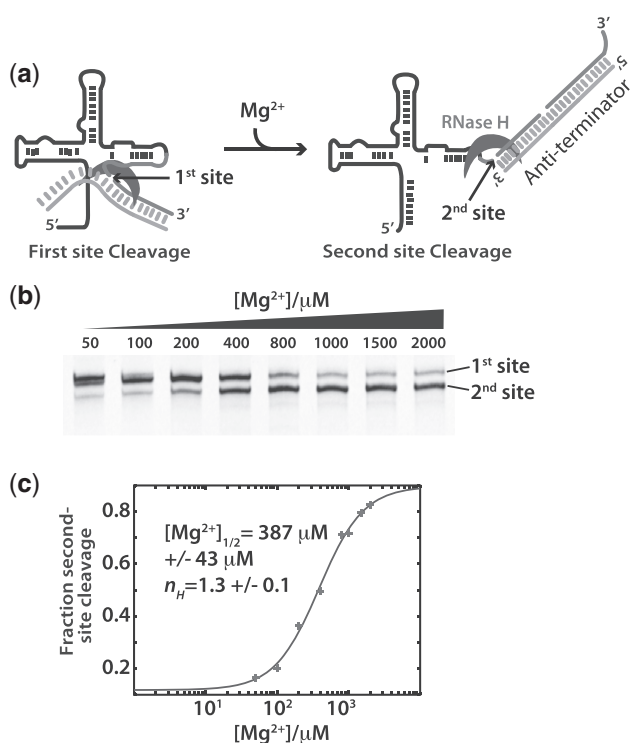 (a)
Mg²⁺
RNase H
3′
5′
Anti-terminator
3′
1st site
2nd site
5′
3′
5′
First site Cleavage
Second site Cleavage
(b)
[Mg²⁺]/μM
50 100 200 400 800 1000 1500 2000
1st site
2nd site
(c)
Fraction second-
site cleavage
0.8
0.6
0.4
0.2
[Mg²⁺]1/2= 387 μM
+/- 43 μM
nH=1.3 +/- 0.1
10¹ 10² 10³
[Mg²⁺]/μM